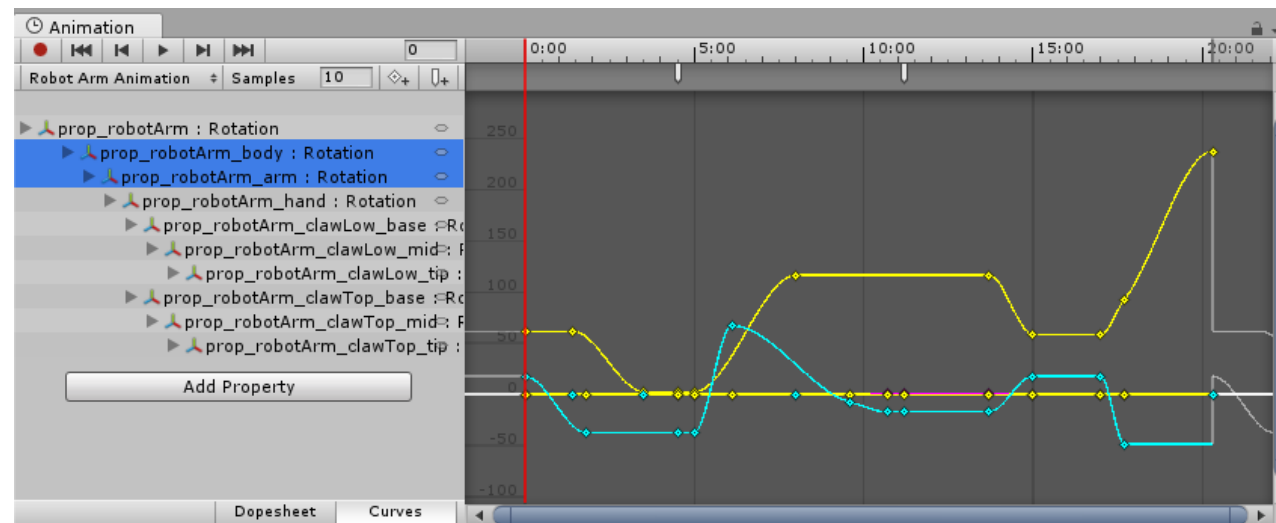 Animation
0
0:00 5:00 10:00 15:00 20:00
Robot Arm Animation Samples 10
prop_robotArm : Rotation
prop_robotArm_body : Rotation
prop_robotArm_arm : Rotation
prop_robotArm_hand : Rotation
prop_robotArm_clawLow_base : Ro
prop_robotArm_clawLow_mid : R
prop_robotArm_clawLow_tip :
prop_robotArm_clawTop_base : Ro
prop_robotArm_clawTop_mid : R
prop_robotArm_clawTop_tip :
Add Property
250
200
150
100
50
0
-50
-100
Dopesheet Curves